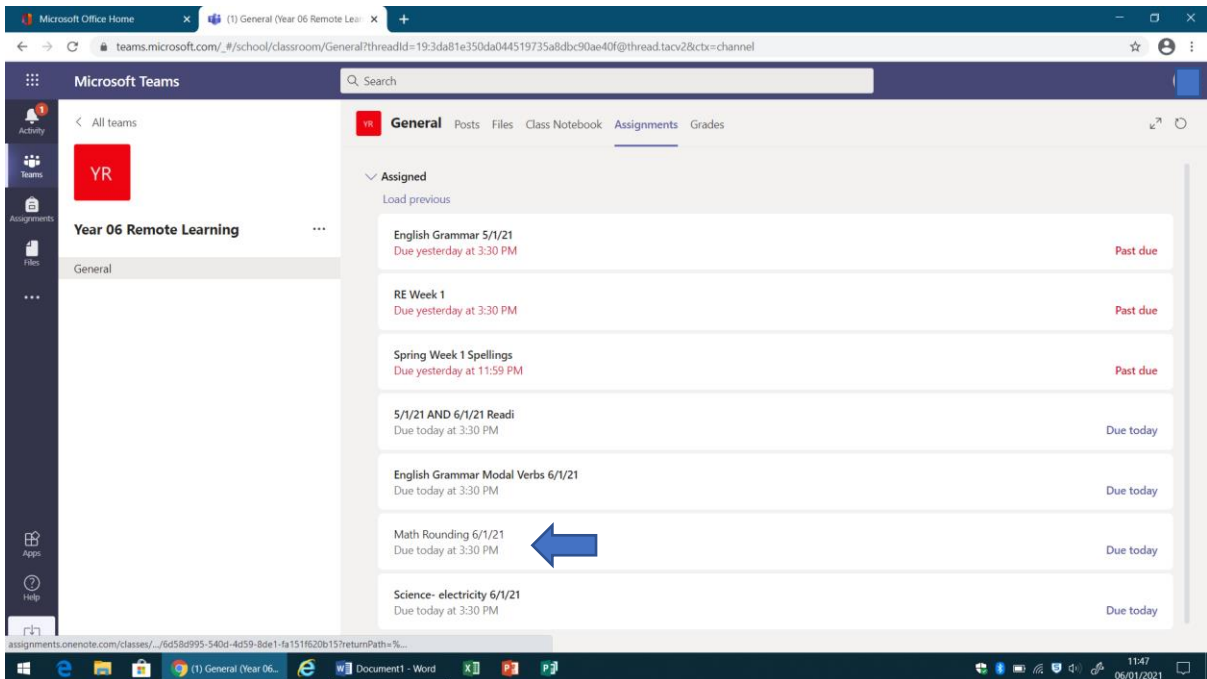 Microsoft Office Home
(1) General (Year 06 Remote Lear
teams.microsoft.com/_#/school/classroom/General?threadId=19:3da81e350da044519735a8dbc90ae40f@thread.tacv2&ctx=channel
Microsoft Teams
Search
1
Activity
Teams
Assignments
Files
Apps
Help
All teams
YR
Year 06 Remote Learning
...
General
YR General Posts Files Class Notebook Assignments Grades
Assigned
Load previous
English Grammar 5/1/21
Due yesterday at 3:30 PM
Past due
RE Week 1
Due yesterday at 3:30 PM
Past due
Spring Week 1 Spellings
Due yesterday at 11:59 PM
Past due
5/1/21 AND 6/1/21 Readi
Due today at 3:30 PM
Due today
English Grammar Modal Verbs 6/1/21
Due today at 3:30 PM
Due today
Math Rounding 6/1/21
Due today at 3:30 PM
Due today
Science- electricity 6/1/21
Due today at 3:30 PM
Due today
assignments.onenote.com/classes/.../6d58d995-540d-4d59-8de1-fa151f620b15?returnPath=%...
(1) General (Year 06...
Document1 - Word
11:47
06/01/2021